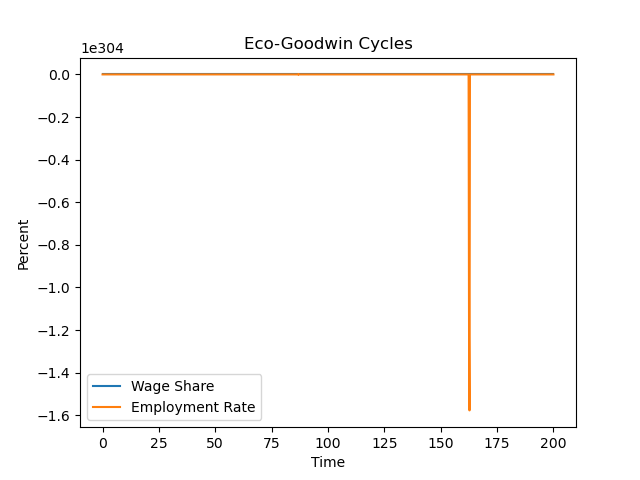 Eco-Goodwin Cycles
1e304
0.0
−0.2
−0.4
−0.6
−0.8
−1.0
−1.2
−1.4
−1.6
Percent
Wage Share
Employment Rate
0 25 50 75 100 125 150 175 200
Time